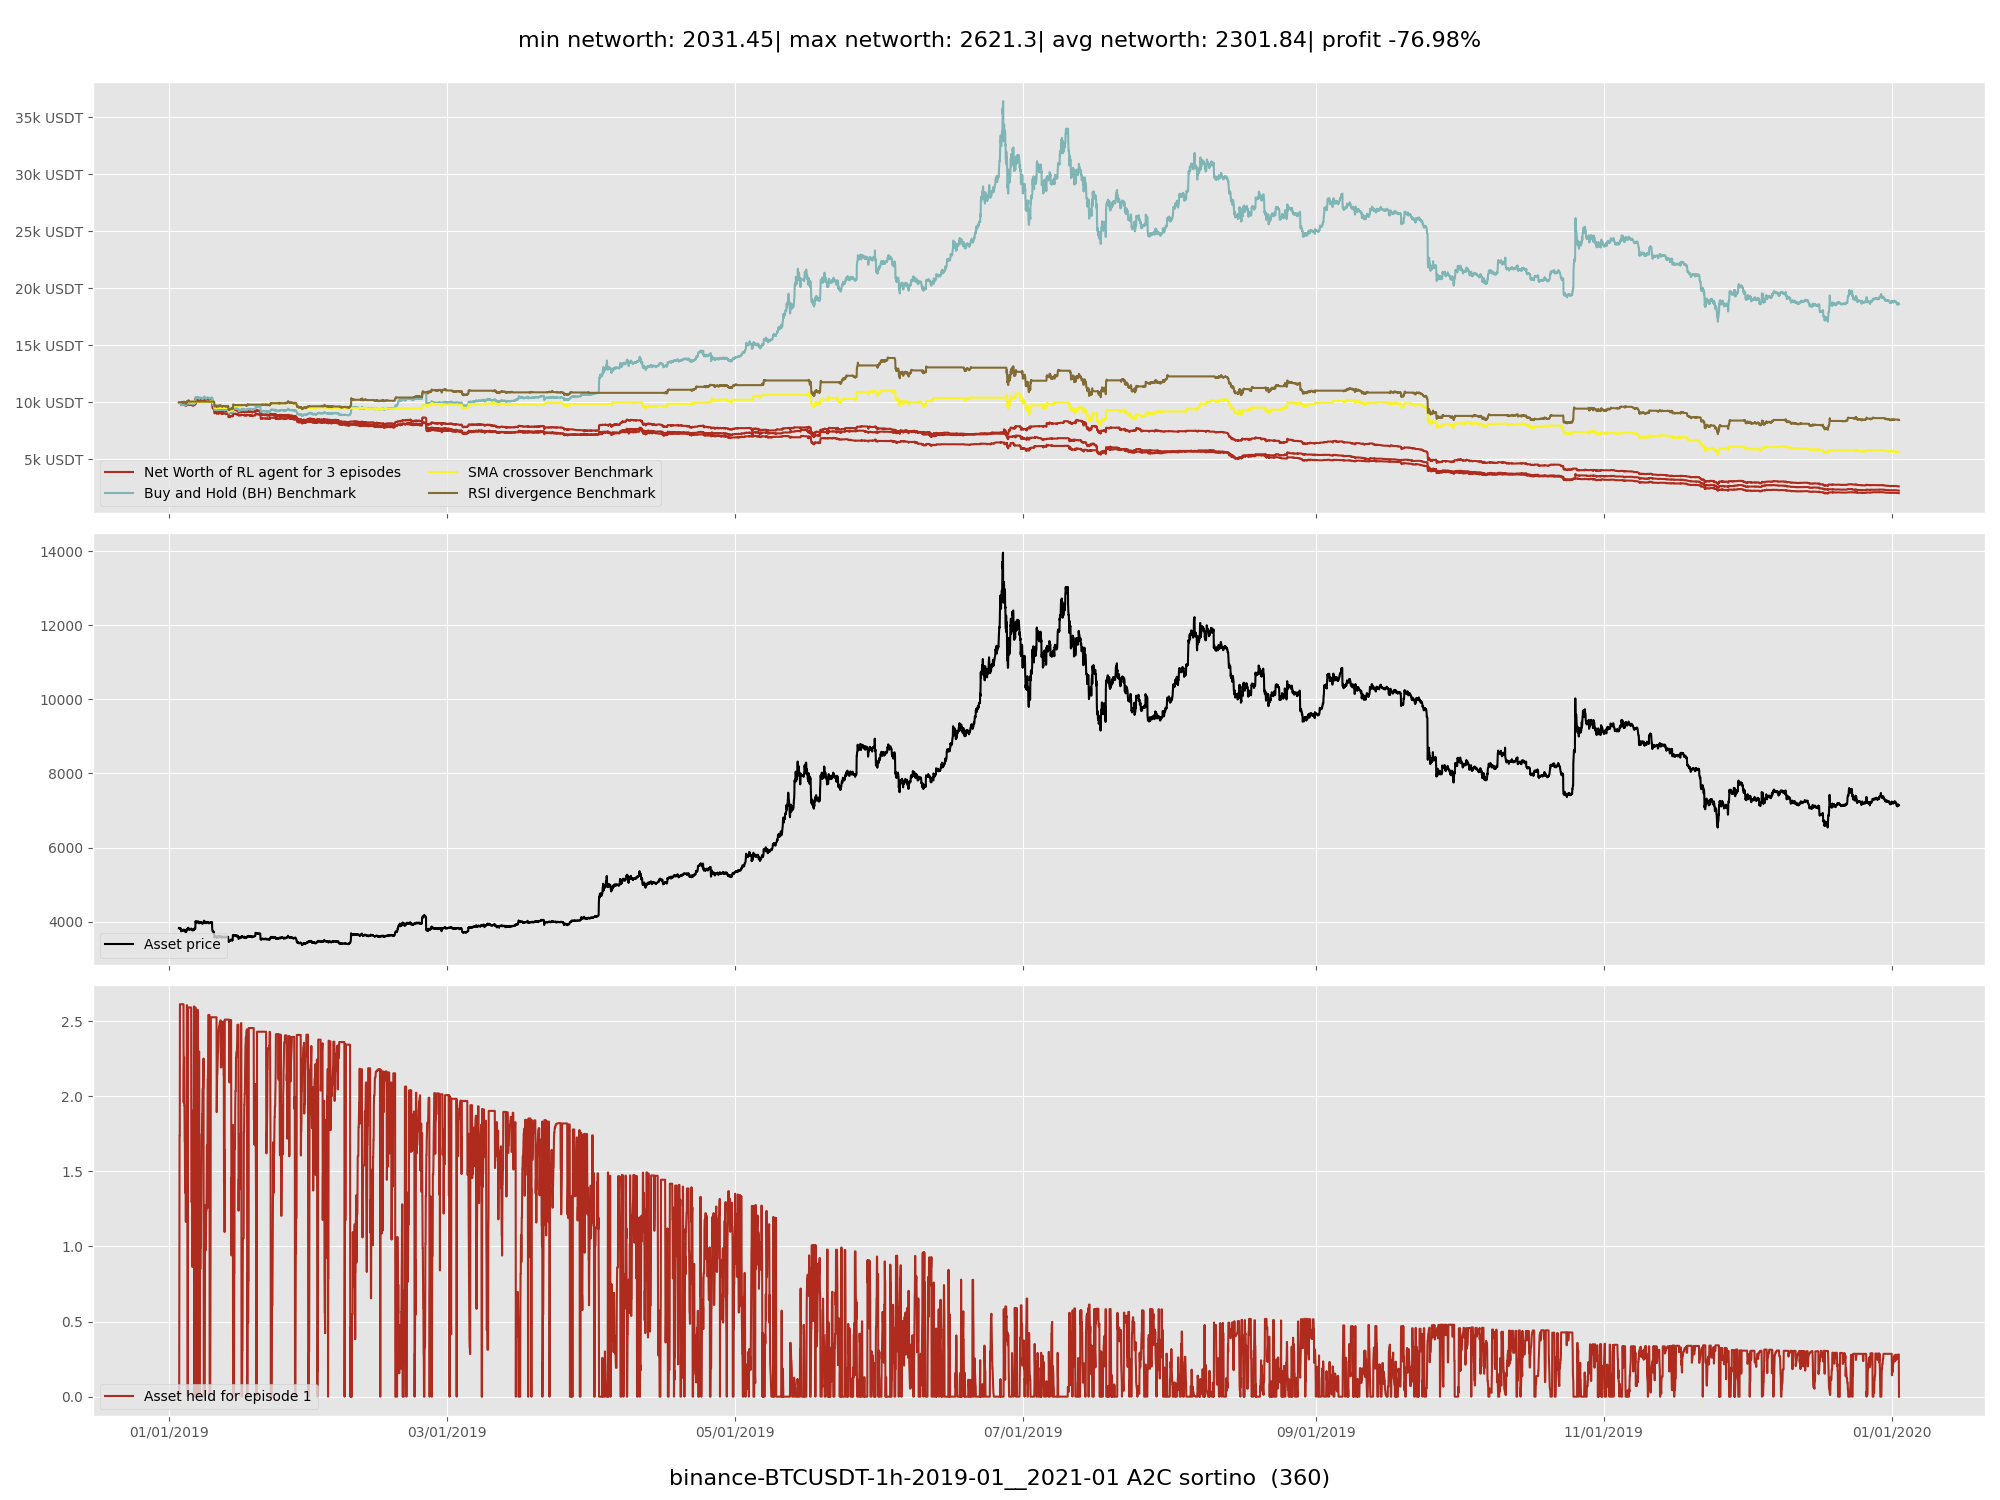 min networth: 2031.45| max networth: 2621.3| avg networth: 2301.84| profit -76.98%
35k USDT
30k USDT
25k USDT
20k USDT
15k USDT
10k USDT
5k USDT
Net Worth of RL agent for 3 episodes
Buy and Hold (BH) Benchmark
SMA crossover Benchmark
RSI divergence Benchmark
14000
12000
10000
8000
6000
4000
Asset price
2.5
2.0
1.5
1.0
0.5
0.0
Asset held for episode 1
01/01/2019 03/01/2019 05/01/2019 07/01/2019 09/01/2019 11/01/2019 01/01/2020
binance-BTCUSDT-1h-2019-01__2021-01 A2C sortino  (360)